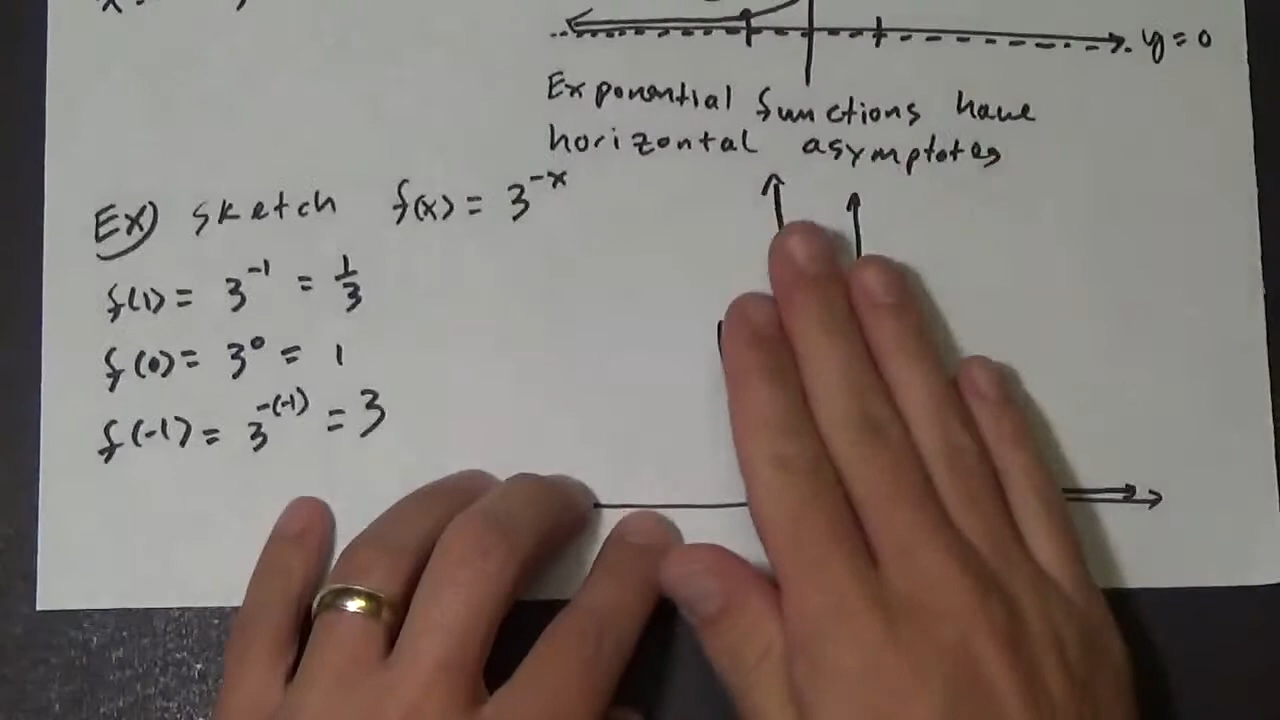 y = 0
Exponential functions have
horizontal asymptotes
Ex) sketch f(x) = 3^{-x}
f(1) = 3^{-1} = 1/3
f(0) = 3^0 = 1
f(-1) = 3^{-(-1)} = 3